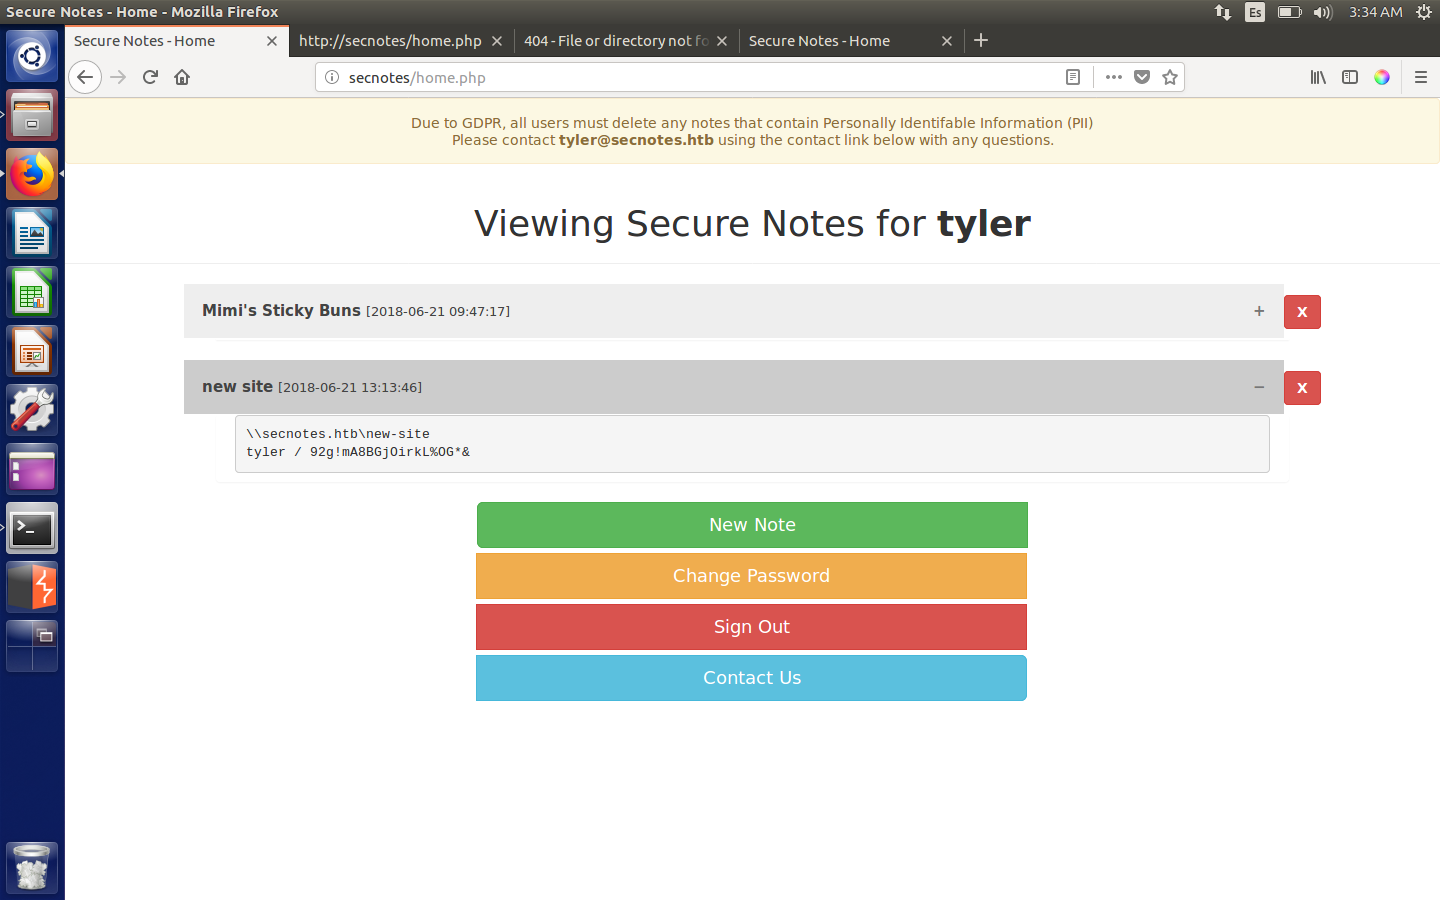 Secure Notes - Home - Mozilla Firefox
Es
3:34 AM
Secure Notes - Home
http://secnotes/home.php
404 - File or directory not fo
Secure Notes - Home
secnotes/home.php
Due to GDPR, all users must delete any notes that contain Personally Identifable Information (PII)
Please contact tyler@secnotes.htb using the contact link below with any questions.
Viewing Secure Notes for tyler
Mimi's Sticky Buns [2018-06-21 09:47:17]
+
X
new site [2018-06-21 13:13:46]
−
X
\\secnotes.htb\new-site
tyler / 92g!mA8BGjOirkL%OG*&
New Note
Change Password
Sign Out
Contact Us